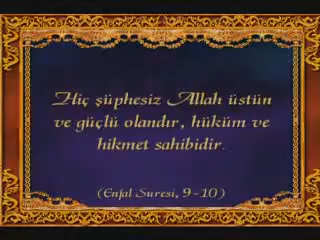 Hiç şüphesiz Allah üstün
ve güçlü olandır, hüküm ve
hikmet sahibidir.
(Enfal Suresi, 9-10)